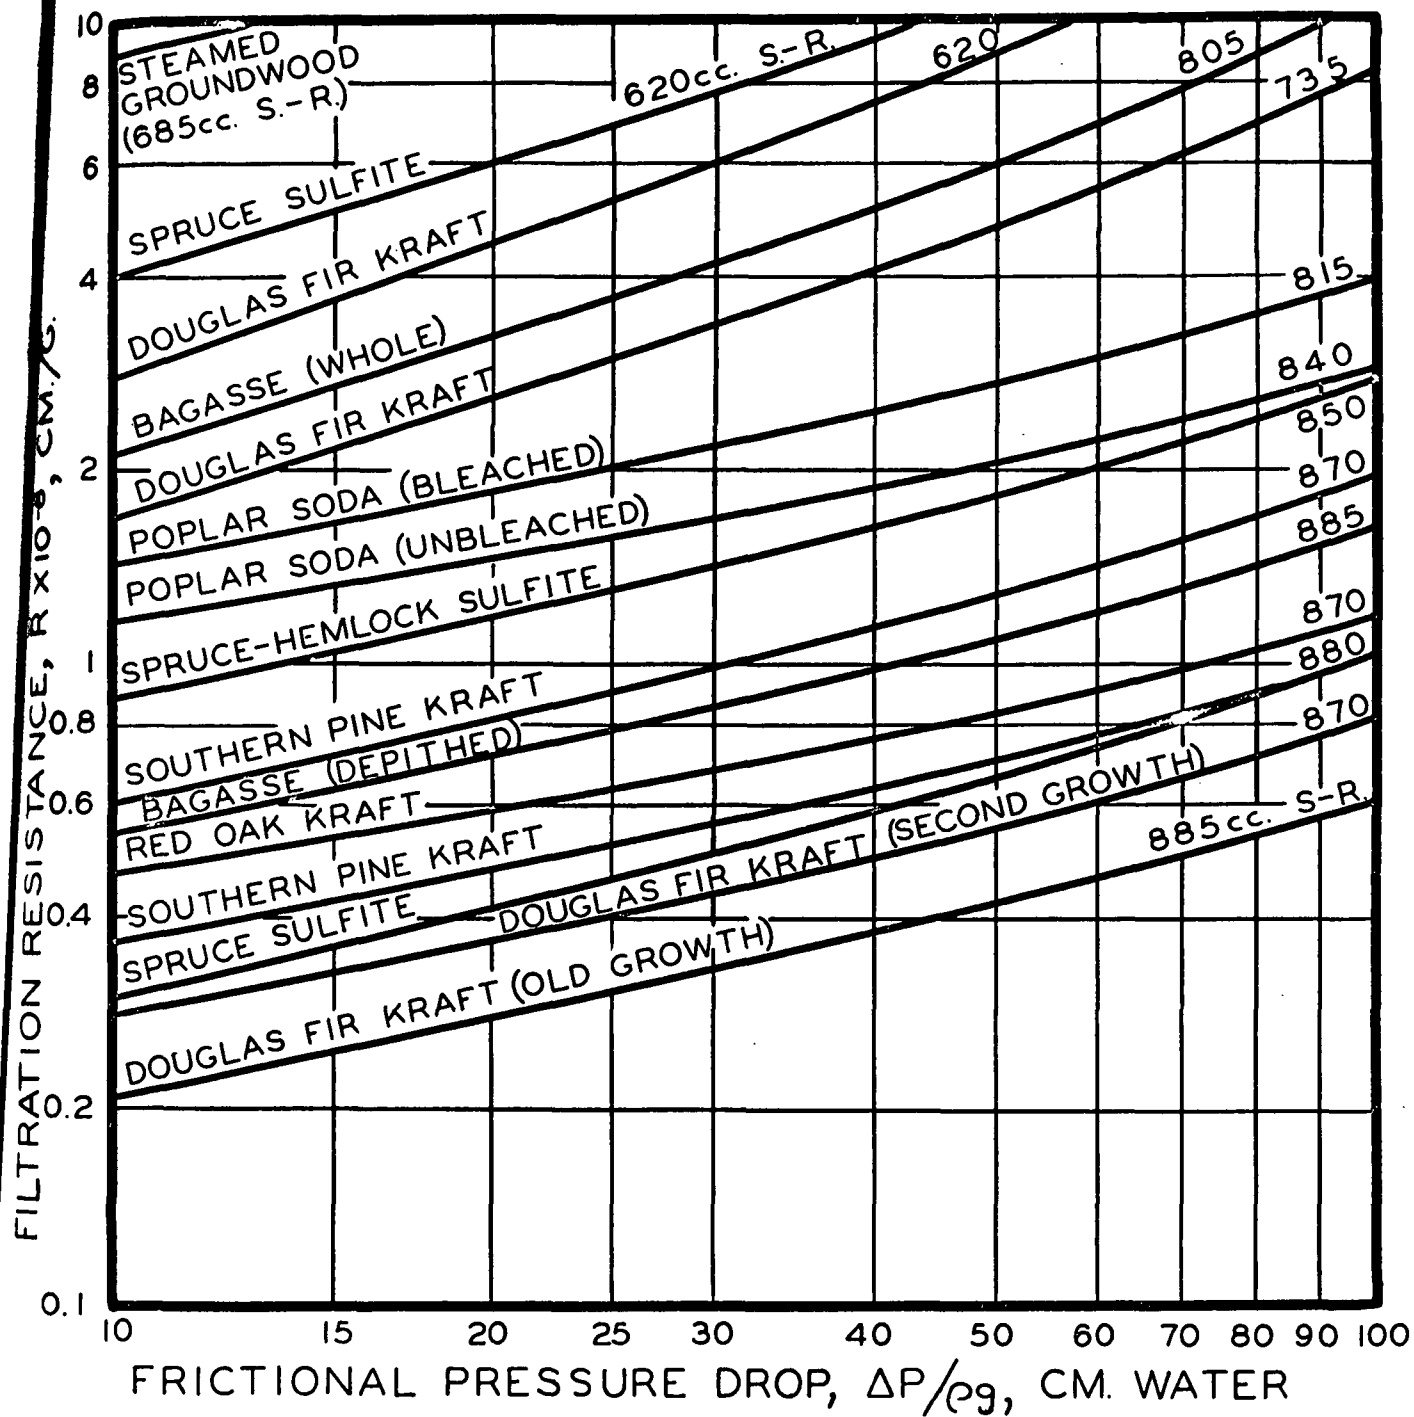 10
8
6
4
2
1
0.8
0.6
0.4
0.2
0.1
FILTRATION RESISTANCE, R X10-8, CM./G.
STEAMED
GROUNDWOOD
(685cc. S.-R.)
SPRUCE SULFITE
620cc. S.-R.
DOUGLAS FIR KRAFT
620
BAGASSE (WHOLE)
805
DOUGLAS FIR KRAFT
735
POPLAR SODA (BLEACHED)
815
POPLAR SODA (UNBLEACHED)
840
SPRUCE-HEMLOCK SULFITE
850
SOUTHERN PINE KRAFT
870
BAGASSE (DEPITHED)
885
RED OAK KRAFT
870
SOUTHERN PINE KRAFT
880
SPRUCE SULFITE
DOUGLAS FIR KRAFT (SECOND GROWTH)
870
DOUGLAS FIR KRAFT (OLD GROWTH)
885cc. S-R.
10 15 20 25 30 40 50 60 70 80 90 100
FRICTIONAL PRESSURE DROP, ΔP/ρg, CM. WATER